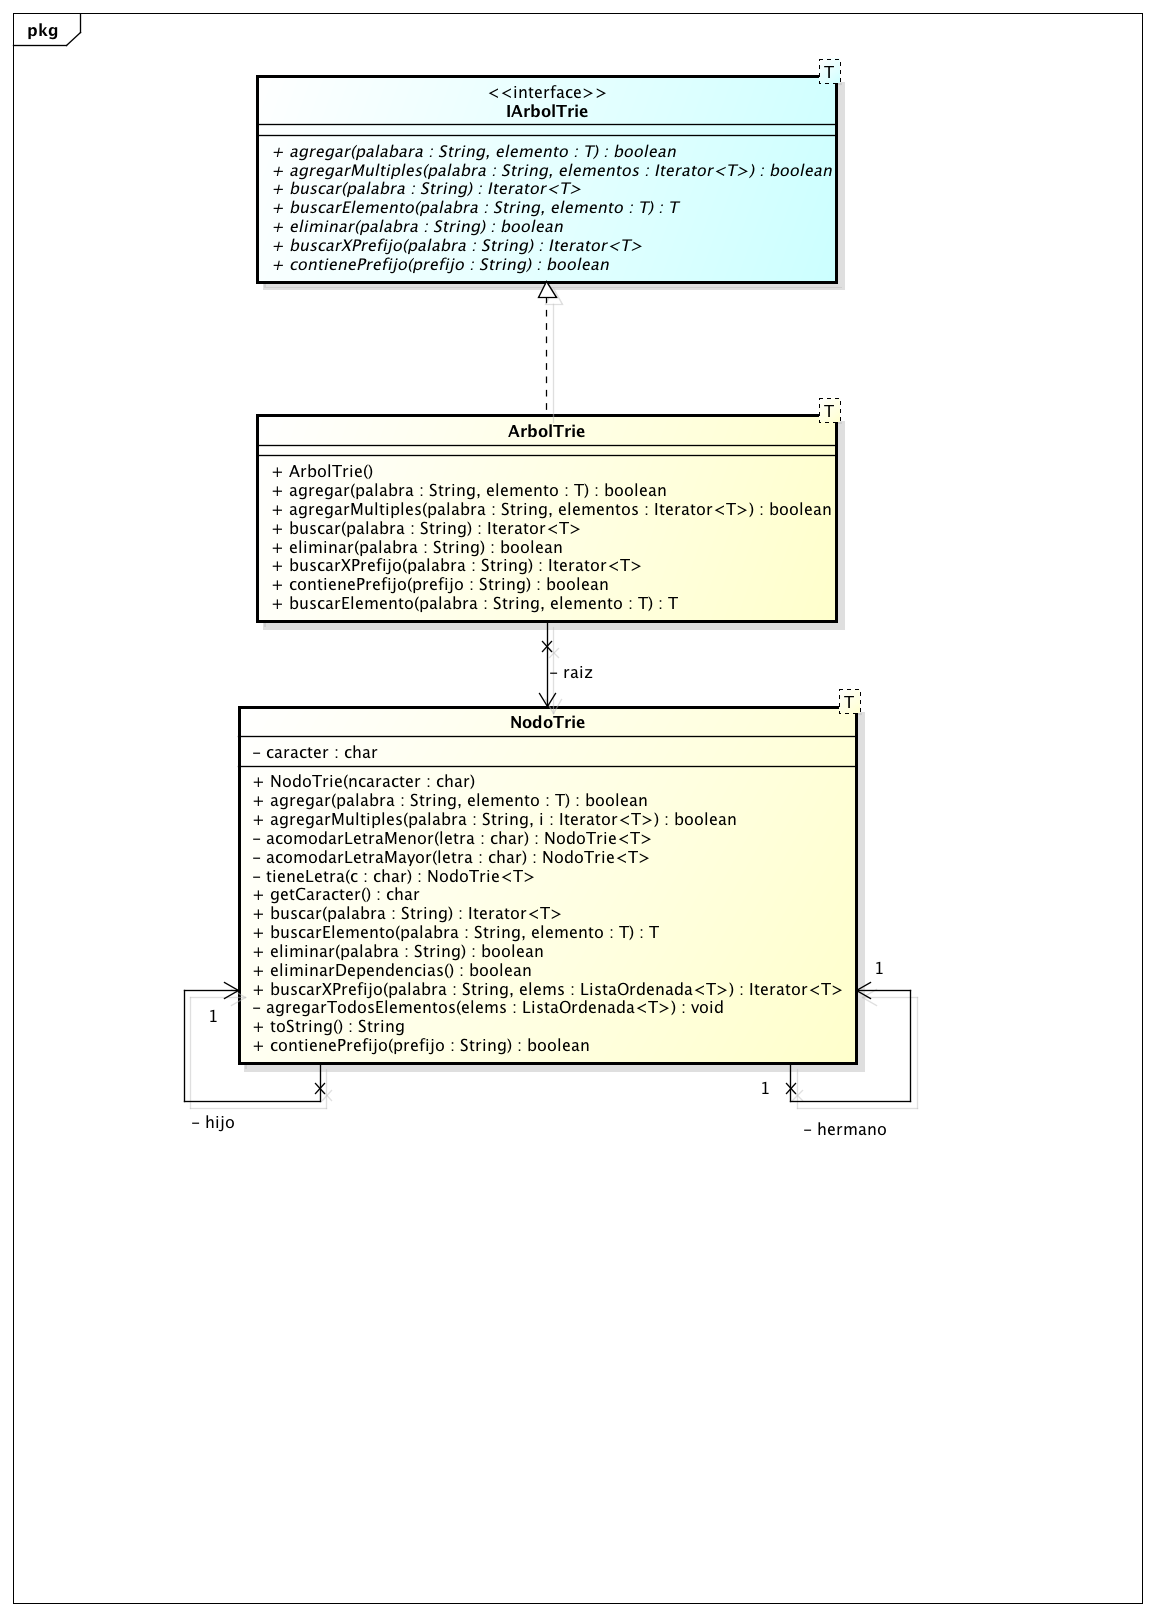 pkg
T
<<interface>>
IArbolTrie
+ agregar(palabara : String, elemento : T) : boolean
+ agregarMultiples(palabra : String, elementos : Iterator<T>) : boolean
+ buscar(palabra : String) : Iterator<T>
+ buscarElemento(palabra : String, elemento : T) : T
+ eliminar(palabra : String) : boolean
+ buscarXPrefijo(palabra : String) : Iterator<T>
+ contienePrefijo(prefijo : String) : boolean
T
ArbolTrie
+ ArbolTrie()
+ agregar(palabra : String, elemento : T) : boolean
+ agregarMultiples(palabra : String, elementos : Iterator<T>) : boolean
+ buscar(palabra : String) : Iterator<T>
+ eliminar(palabra : String) : boolean
+ buscarXPrefijo(palabra : String) : Iterator<T>
+ contienePrefijo(prefijo : String) : boolean
+ buscarElemento(palabra : String, elemento : T) : T
– raiz
T
NodoTrie
– caracter : char
+ NodoTrie(ncaracter : char)
+ agregar(palabra : String, elemento : T) : boolean
+ agregarMultiples(palabra : String, i : Iterator<T>) : boolean
– acomodarLetraMenor(letra : char) : NodoTrie<T>
– acomodarLetraMayor(letra : char) : NodoTrie<T>
– tieneLetra(c : char) : NodoTrie<T>
+ getCaracter() : char
+ buscar(palabra : String) : Iterator<T>
+ buscarElemento(palabra : String, elemento : T) : T
+ eliminar(palabra : String) : boolean
+ eliminarDependencias() : boolean
1
+ buscarXPrefijo(palabra : String, elems : ListaOrdenada<T>) : Iterator<T>
– agregarTodosElementos(elems : ListaOrdenada<T>) : void
1
+ toString() : String
+ contienePrefijo(prefijo : String) : boolean
1
– hijo
– hermano